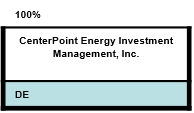 100%
CenterPoint Energy Investment
Management, Inc.
DE